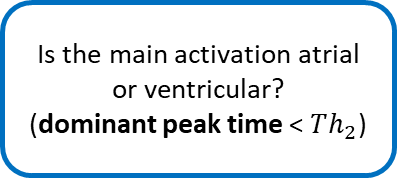 Is the main activation atrial
or ventricular?
(dominant peak time < Th₂)